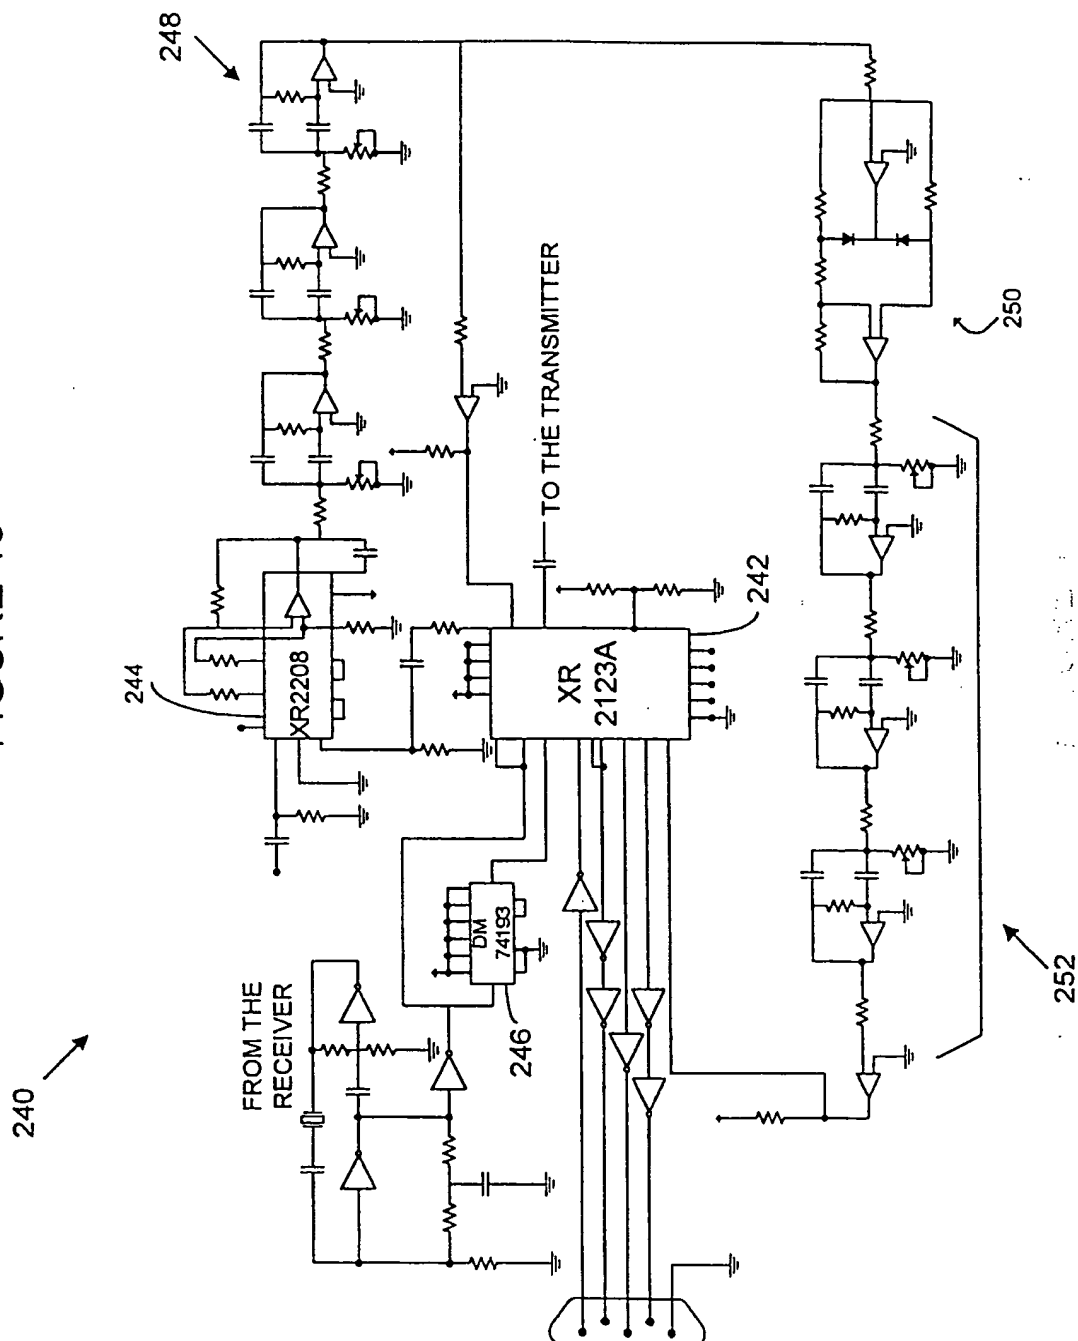 248
TO THE TRANSMITTER
250
244
XR2208
XR
2123A
242
FROM THE
RECEIVER
DM
74193
246
252
240